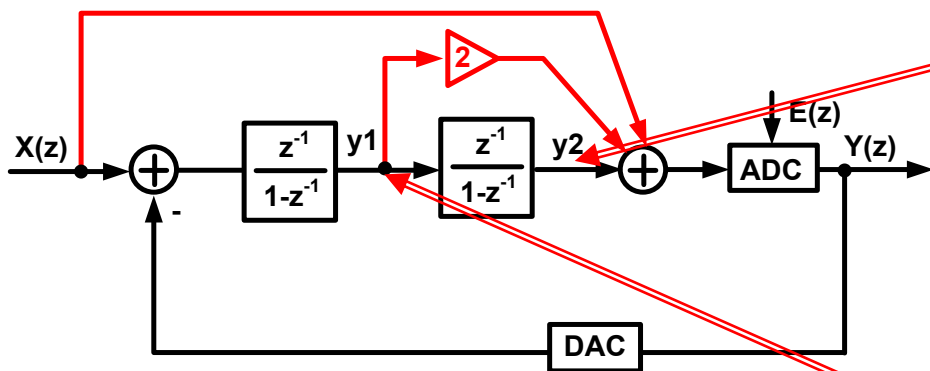 2
E(z)
X(z)
z-1
1-z-1
y1
z-1
1-z-1
y2
+
+
ADC
Y(z)
-
DAC